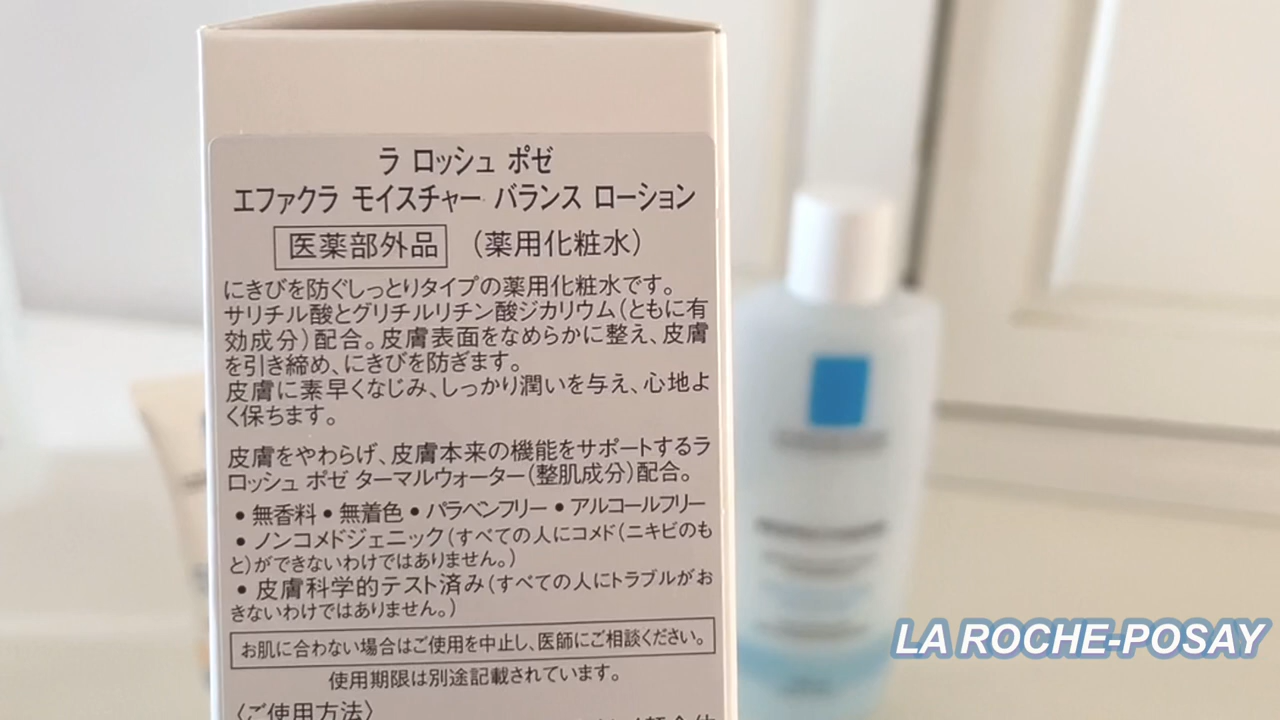 ラ ロッシュ ポゼ
エファクラ モイスチャー バランス ローション
医薬部外品 (薬用化粧水)
にきびを防ぐしっとりタイプの薬用化粧水です。
サリチル酸とグリチルリチン酸ジカリウム(ともに有
効成分)配合。皮膚表面をなめらかに整え、皮膚
を引き締め、にきびを防ぎます。
皮膚に素早くなじみ、しっかり潤いを与え、心地よ
く保ちます。
皮膚をやわらげ、皮膚本来の機能をサポートするラ
ロッシュ ポゼ ターマルウォーター(整肌成分)配合。
•無香料•無着色•パラベンフリー•アルコールフリー
•ノンコメドジェニック(すべての人にコメド(ニキビのも
と)ができないわけではありません。)
•皮膚科学的テスト済み(すべての人にトラブルがお
きないわけではありません。)
お肌に合わない場合はご使用を中止し、医師にご相談ください。
使用期限は別途記載されています。
〈ご使用方法〉
LA ROCHE-POSAY